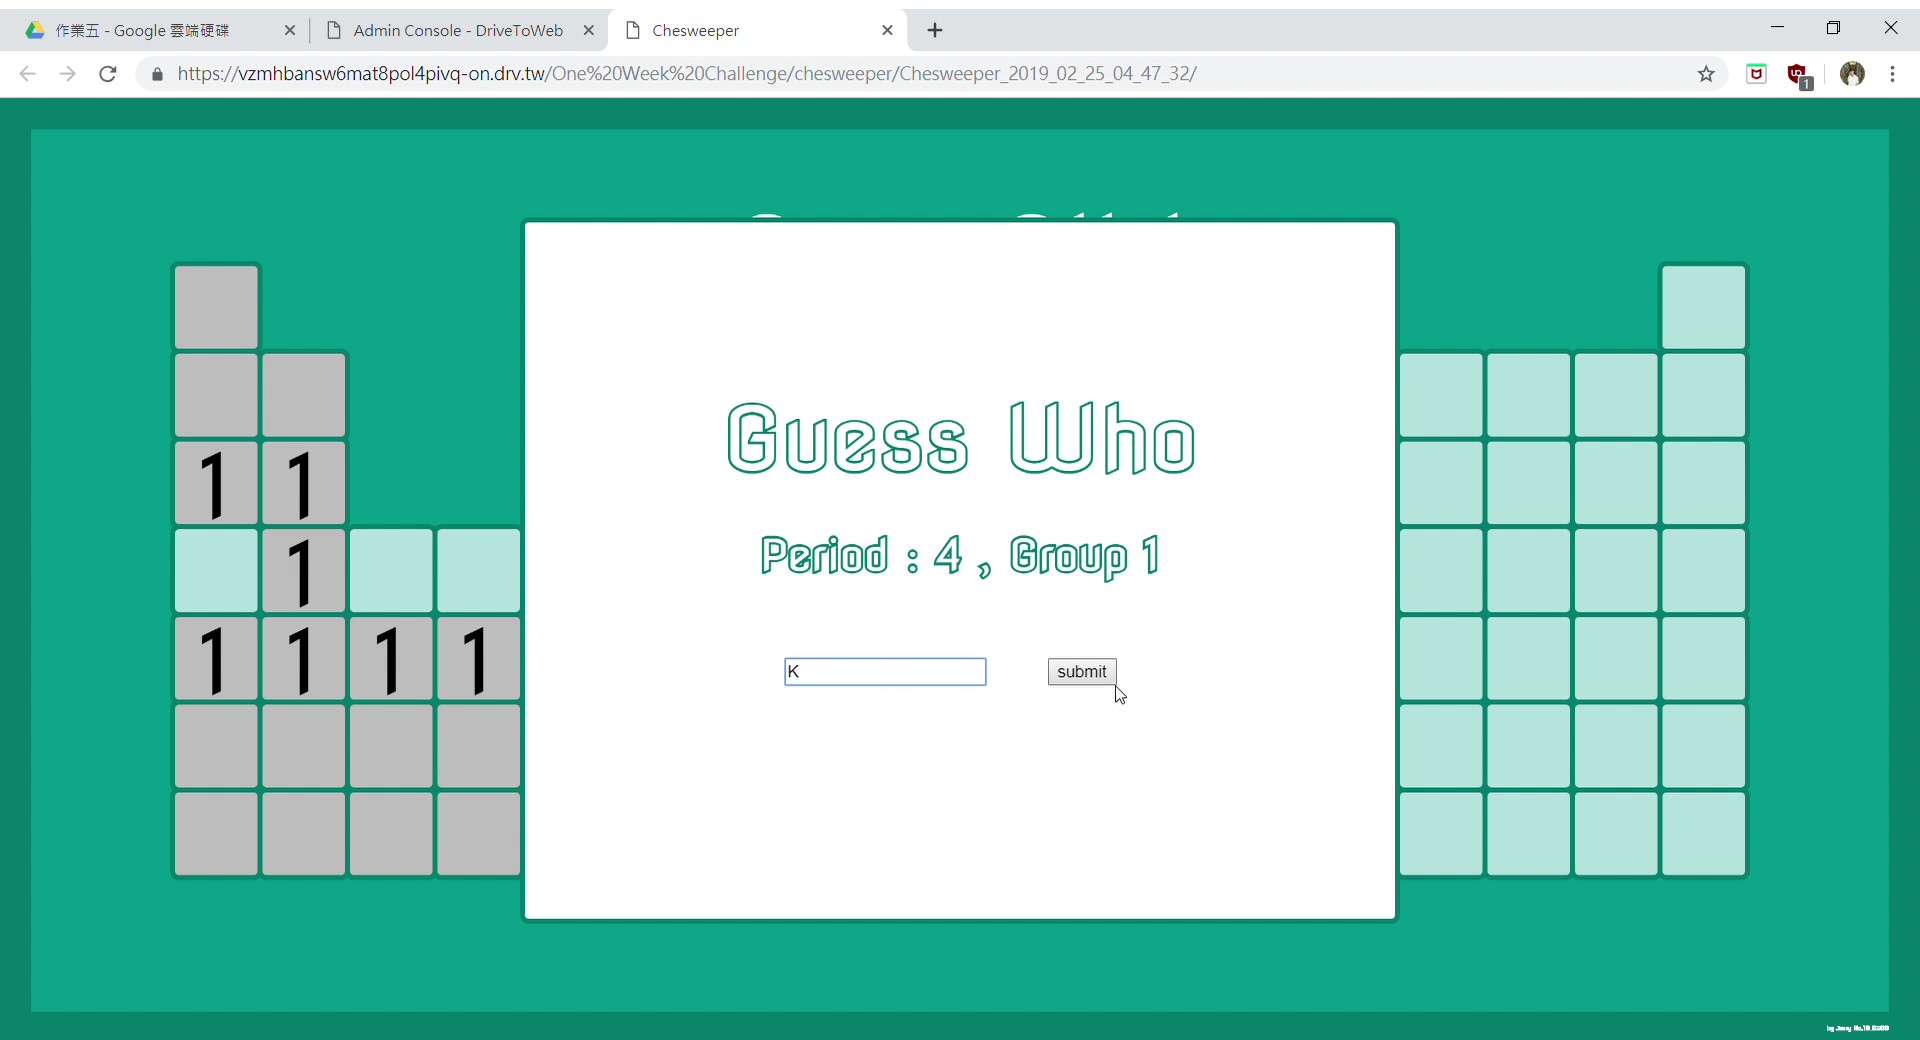 作業五 - Google 雲端硬碟
Admin Console - DriveToWeb
Chesweeper
https://vzmhbansw6mat8pol4pivq-on.drv.tw/One%20Week%20Challenge/chesweeper/Chesweeper_2019_02_25_04_47_32/
1
Guess Who
1 1
Period : 4 , Group 1
1
1 1 1 1
K
submit